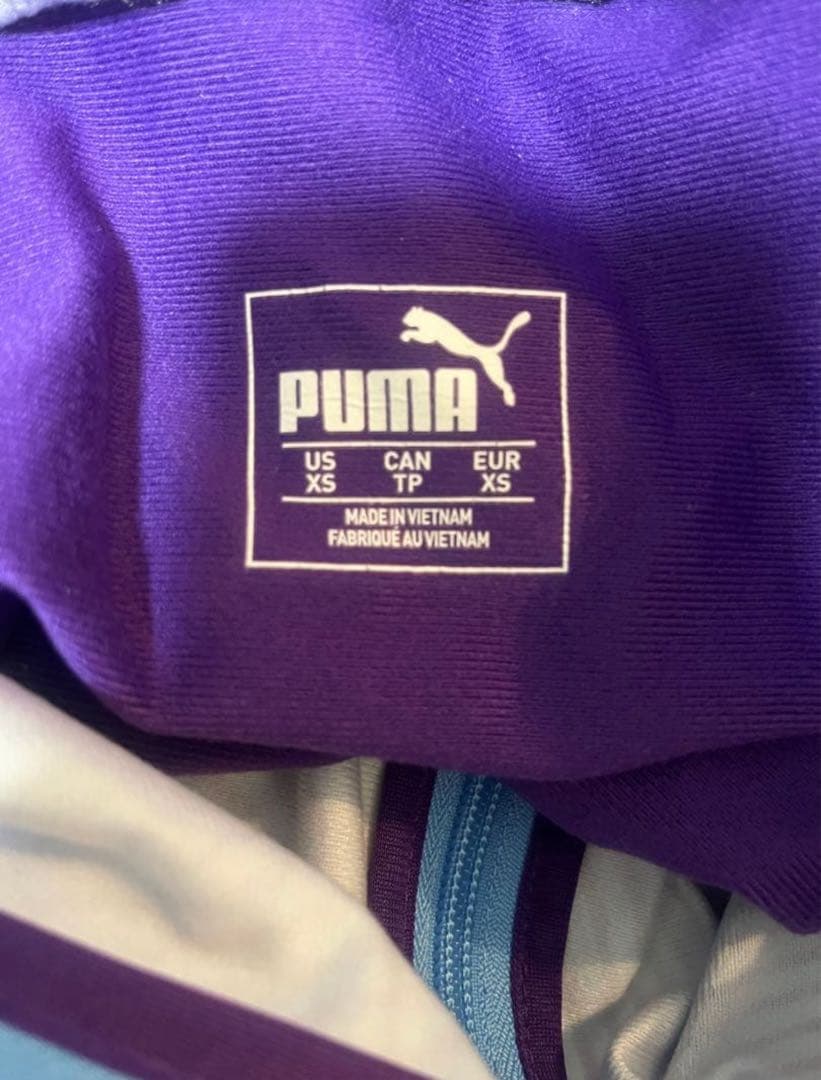 PUMA
US CAN EUR
XS TP XS
MADE IN VIETNAM
FABRIQUÉ AU VIETNAM